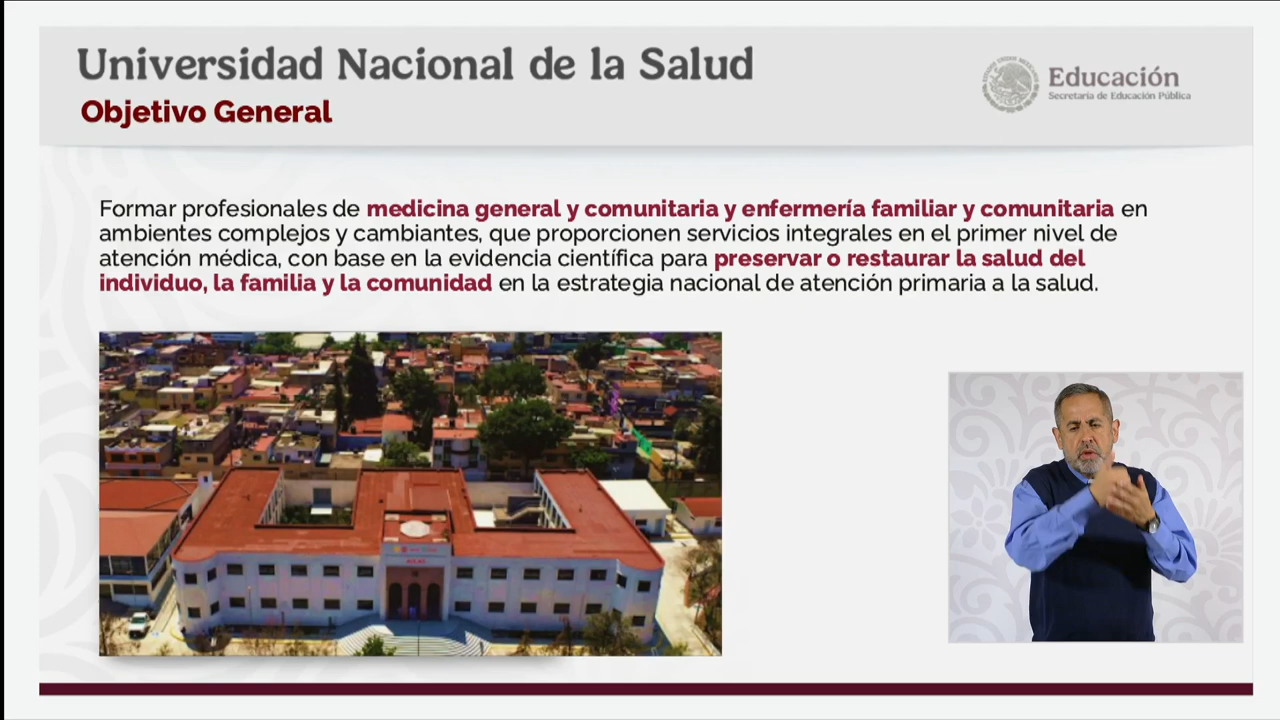 Universidad Nacional de la Salud
Objetivo General
Educación
Secretaría de Educación Pública
Formar profesionales de medicina general y comunitaria y enfermería familiar y comunitaria en
ambientes complejos y cambiantes, que proporcionen servicios integrales en el primer nivel de
atención médica, con base en la evidencia científica para preservar o restaurar la salud del
individuo, la familia y la comunidad en la estrategia nacional de atención primaria a la salud.